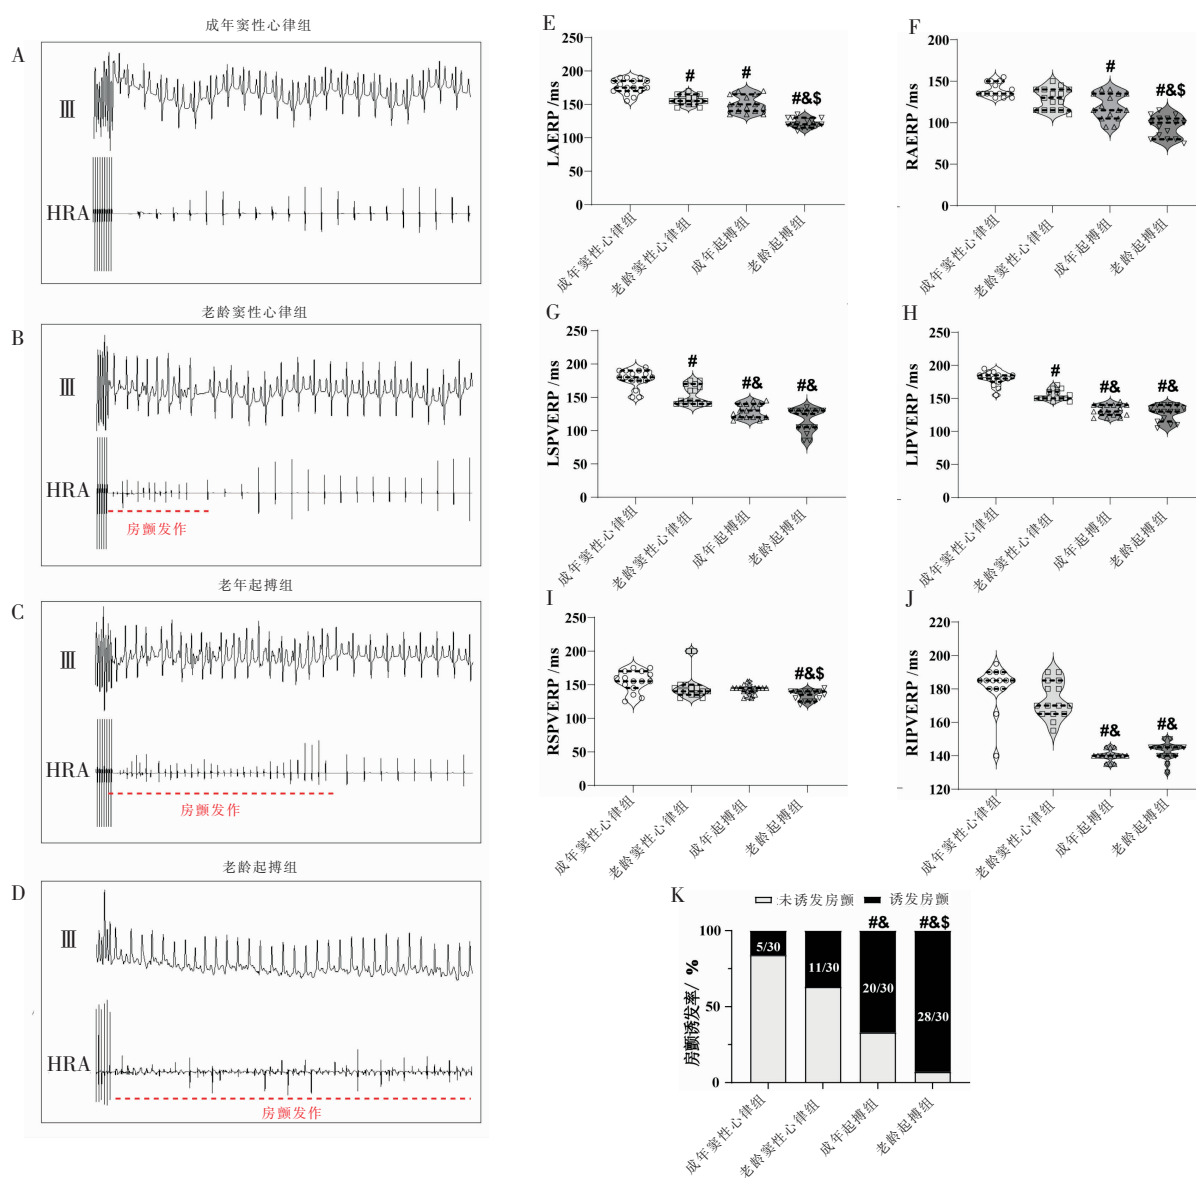 成年窦性心律组
A
III
HRA
老龄窦性心律组
B
III
HRA
房颤发作
老年起搏组
C
III
HRA
房颤发作
老龄起搏组
D
III
HRA
房颤发作
E
LAERP /ms
250
200
150
100
50
0
#
#
#&$
成年窦性心律组
老龄窦性心律组
成年起搏组
老龄起搏组
F
RAERP /ms
200
150
100
50
0
#
#&$
成年窦性心律组
老龄窦性心律组
成年起搏组
老龄起搏组
G
LSPVERP /ms
250
200
150
100
50
0
#
#&
#&
成年窦性心律组
老龄窦性心律组
成年起搏组
老龄起搏组
H
LIPVERP /ms
250
200
150
100
50
0
#
#&
#&
成年窦性心律组
老龄窦性心律组
成年起搏组
老龄起搏组
I
RSPVERP /ms
250
200
150
100
50
0
#&$
成年窦性心律组
老龄窦性心律组
成年起搏组
老龄起搏组
J
RIPVERP /ms
220
200
180
160
140
120
#&
#&
成年窦性心律组
老龄窦性心律组
成年起搏组
老龄起搏组
K
未诱发房颤 诱发房颤
房颤诱发率/ %
100
50
0
#&
#&$
5/30
11/30
20/30
28/30
成年窦性心律组
老龄窦性心律组
成年起搏组
老龄起搏组